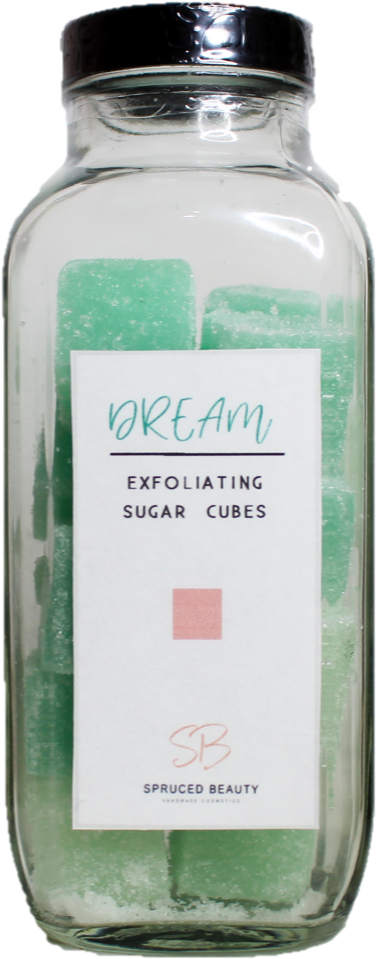 DREAM
EXFOLIATING
SUGAR CUBES
SB
SPRUCED BEAUTY
HANDMADE COSMETICS